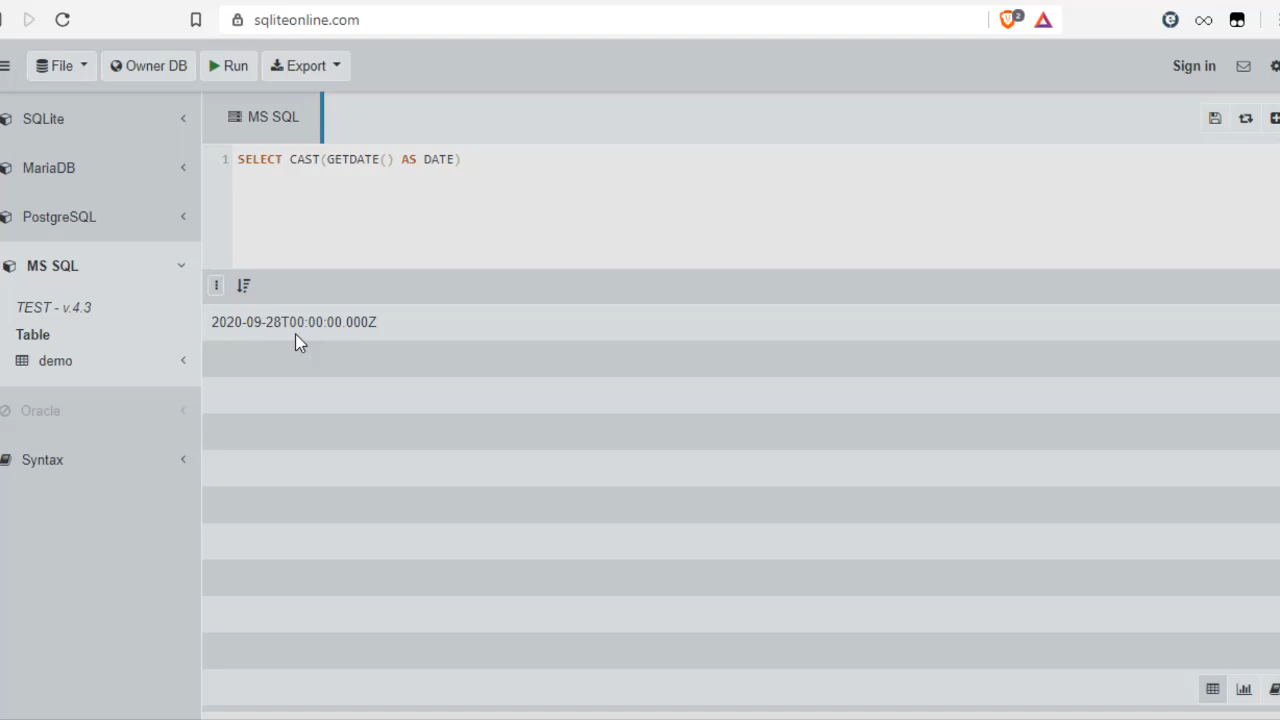 sqliteonline.com
2
File
Owner DB
Run
Export
Sign in
SQLite
MariaDB
PostgreSQL
MS SQL
TEST - v.4.3
Table
demo
Oracle
Syntax
MS SQL
1 SELECT CAST(GETDATE() AS DATE)
2020-09-28T00:00:00.000Z